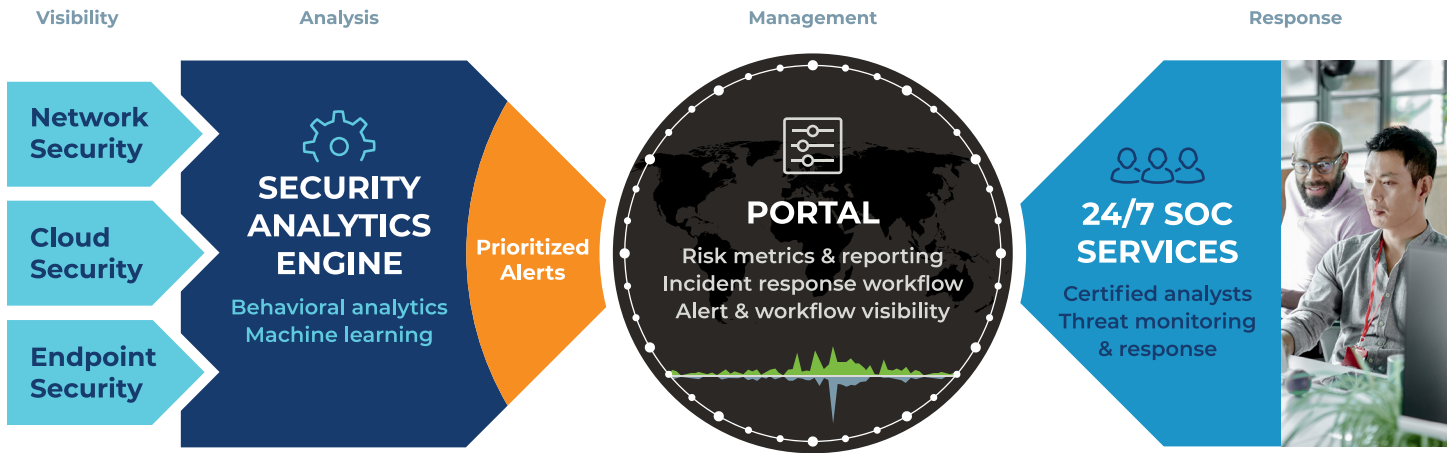 Visibility
Analysis
Management
Response
Network
Security
Cloud
Security
Endpoint
Security
SECURITY
ANALYTICS
ENGINE
Behavioral analytics
Machine learning
Prioritized
Alerts
PORTAL
Risk metrics & reporting
Incident response workflow
Alert & workflow visibility
24/7 SOC
SERVICES
Certified analysts
Threat monitoring
& response